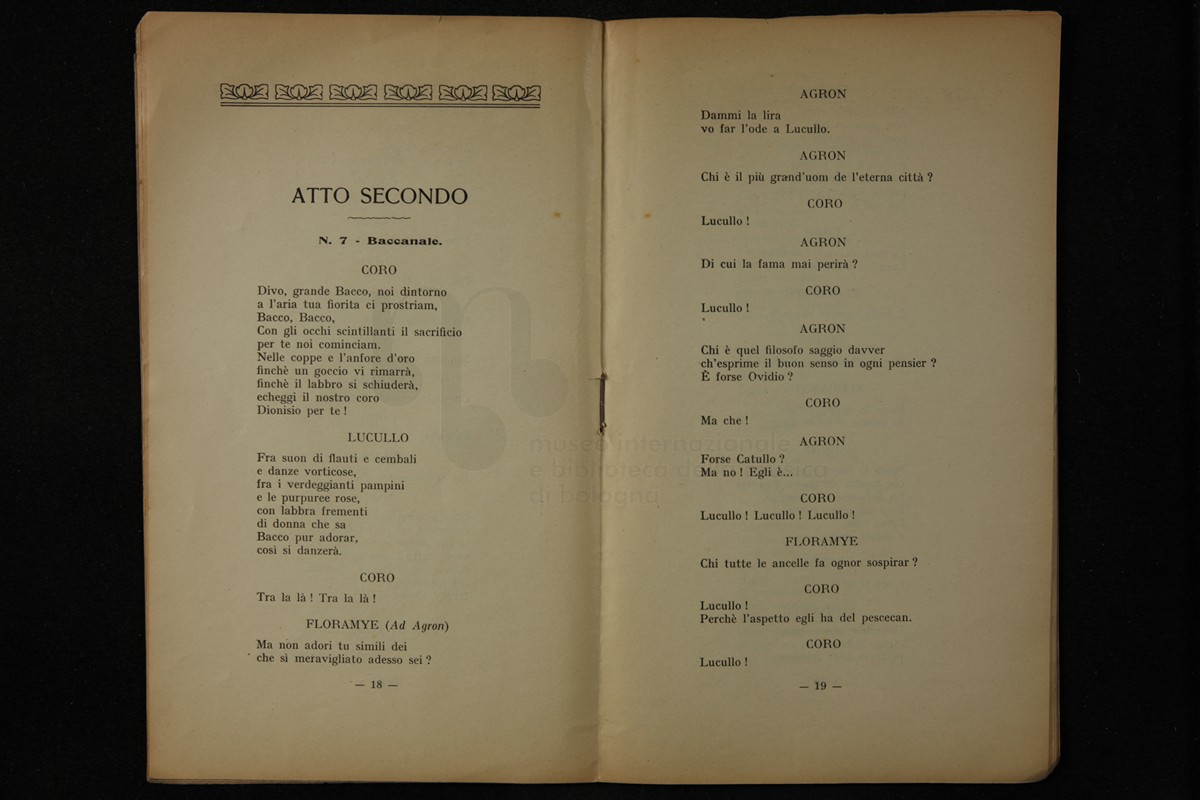 ATTO SECONDO
N. 7 - Baccanale.
CORO
Divo, grande Bacco, noi dintorno
a l'aria tua fiorita ci prostriam,
Bacco, Bacco,
Con gli occhi scintillanti il sacrificio
per te noi cominciam.
Nelle coppe e l'anfore d'oro
finchè un goccio vi rimarrà,
finchè il labbro si schiuderà,
echeggi il nostro coro
Dionisio per te !
LUCULLO
Fra suon di flauti e cembali
e danze vorticose,
fra i verdeggianti pampini
e le purpuree rose,
con labbra frementi
di donna che sa
Bacco pur adorar,
così si danzerà.
CORO
Tra la là ! Tra la là !
FLORAMYE (Ad Agron)
Ma non adori tu simili dei
che sì meravigliato adesso sei ?
— 18 —
AGRON
Dammi la lira
vo far l'ode a Lucullo.
AGRON
Chi è il più grand'uom de l'eterna città ?
CORO
Lucullo !
AGRON
Di cui la fama mai perirà ?
CORO
Lucullo !
AGRON
Chi è quel filosofo saggio davver
ch'esprime il buon senso in ogni pensier ?
È forse Ovidio ?
CORO
Ma che !
AGRON
Forse Catullo ?
Ma no ! Egli è...
CORO
Lucullo ! Lucullo ! Lucullo !
FLORAMYE
Chi tutte le ancelle fa ognor sospirar ?
CORO
Lucullo !
Perchè l'aspetto egli ha del pescecan.
CORO
Lucullo !
— 19 —
museo internazionale
e biblioteca della musica
di bologna